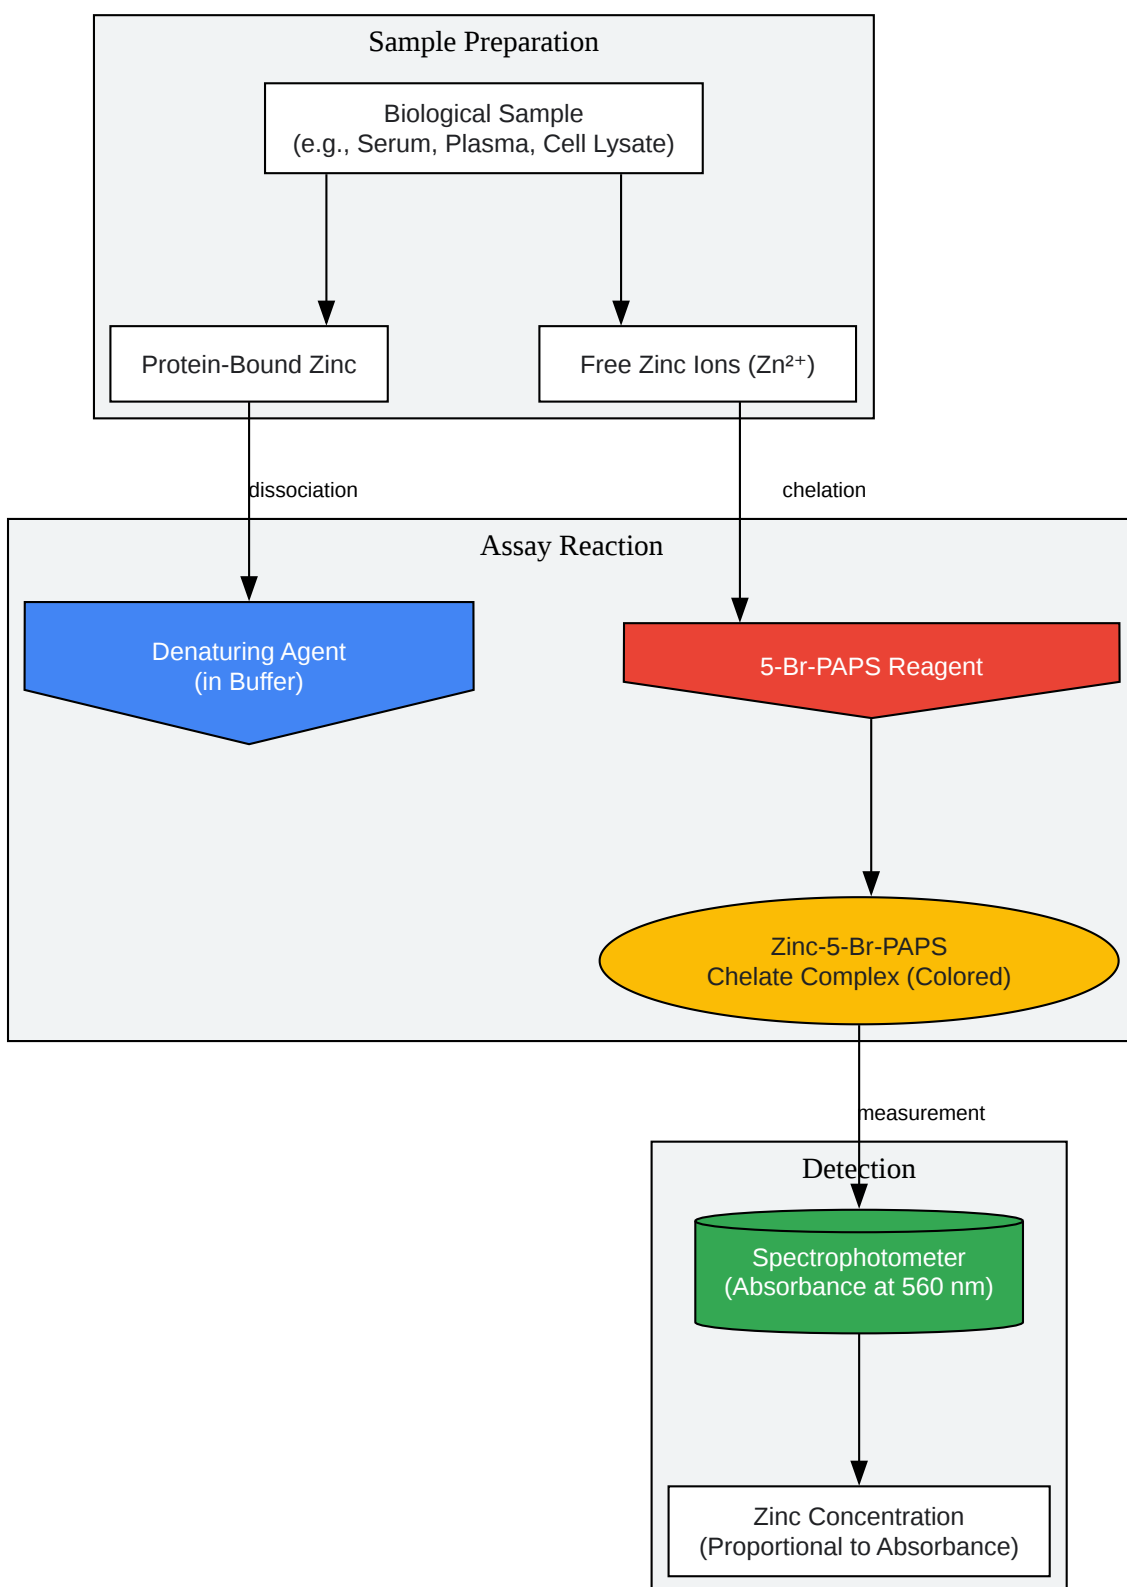 Sample Preparation
Biological Sample
(e.g., Serum, Plasma, Cell Lysate)
Protein-Bound Zinc
Free Zinc Ions (Zn²⁺)
dissociation
chelation
Assay Reaction
Denaturing Agent
(in Buffer)
5-Br-PAPS Reagent
Zinc-5-Br-PAPS
Chelate Complex (Colored)
measurement
Detection
Spectrophotometer
(Absorbance at 560 nm)
Zinc Concentration
(Proportional to Absorbance)